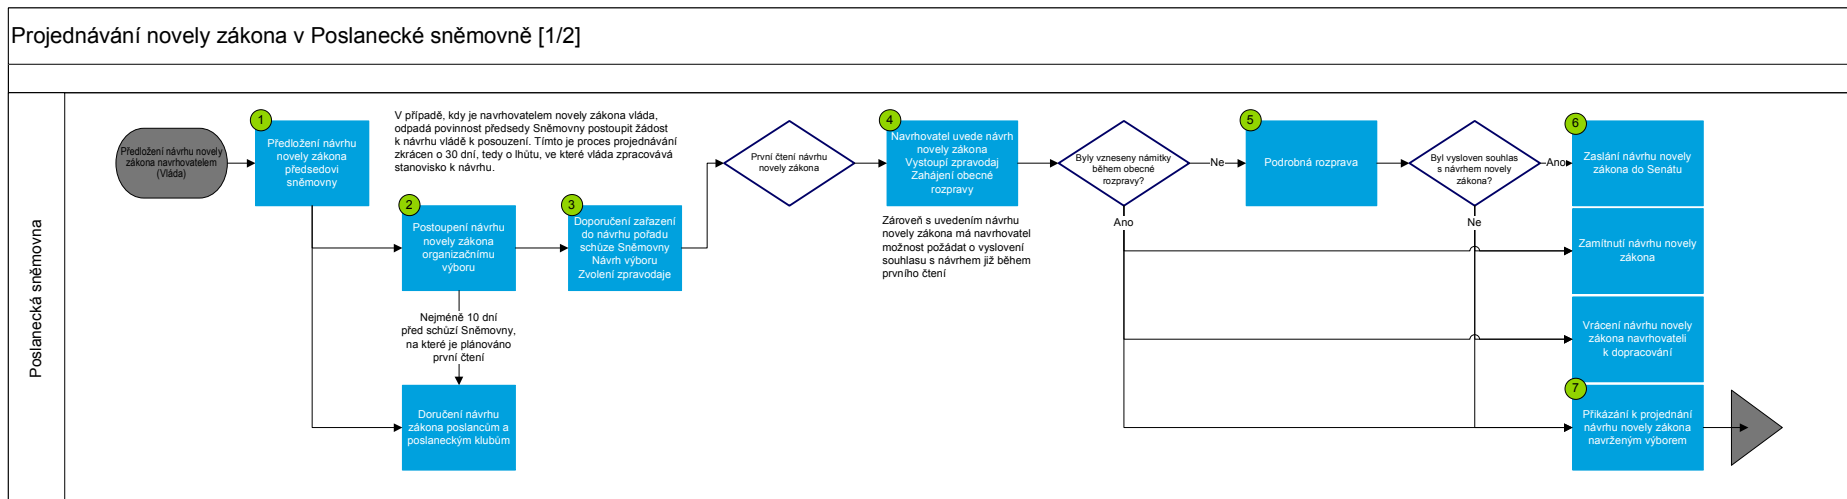 Projednávání novely zákona v Poslanecké sněmovně [1/2]
Poslanecká sněmovna
Předložení návrhu novely
zákona navrhovatelem
(Vláda)
1
Předložení návrhu
novely zákona
předsedovi
sněmovny
V případě, kdy je navrhovatelem novely zákona vláda,
odpadá povinnost předsedy Sněmovny postoupit žádost
k návrhu vládě k posouzení. Tímto je proces projednávání
zkrácen o 30 dní, tedy o lhůtu, ve které vláda zpracovává
stanovisko k návrhu.
2
Postoupení návrhu
novely zákona
organizačnímu
výboru
Nejméně 10 dní
před schůzí Sněmovny,
na které je plánováno
první čtení
Doručení návrhu
zákona poslancům a
poslaneckým klubům
3
Doporučení zařazení
do návrhu pořadu
schůze Sněmovny
Návrh výboru
Zvolení zpravodaje
První čtení návrhu
novely zákona
4
Navrhovatel uvede návrh
novely zákona
Vystoupí zpravodaj
Zahájení obecné
rozpravy
Zároveň s uvedením návrhu
novely zákona má navrhovatel
možnost požádat o vyslovení
souhlasu s návrhem již během
prvního čtení
Byly vzneseny námitky
během obecné
rozpravy?
Ne
Ano
5
Podrobná rozprava
Byl vysloven souhlas
s návrhem novely
zákona?
Ano
Ne
6
Zaslání návrhu novely
zákona do Senátu
Zamítnutí návrhu novely
zákona
Vrácení návrhu novely
zákona navrhovateli
k dopracování
7
Přikázání k projednání
návrhu novely zákona
navrženým výborem